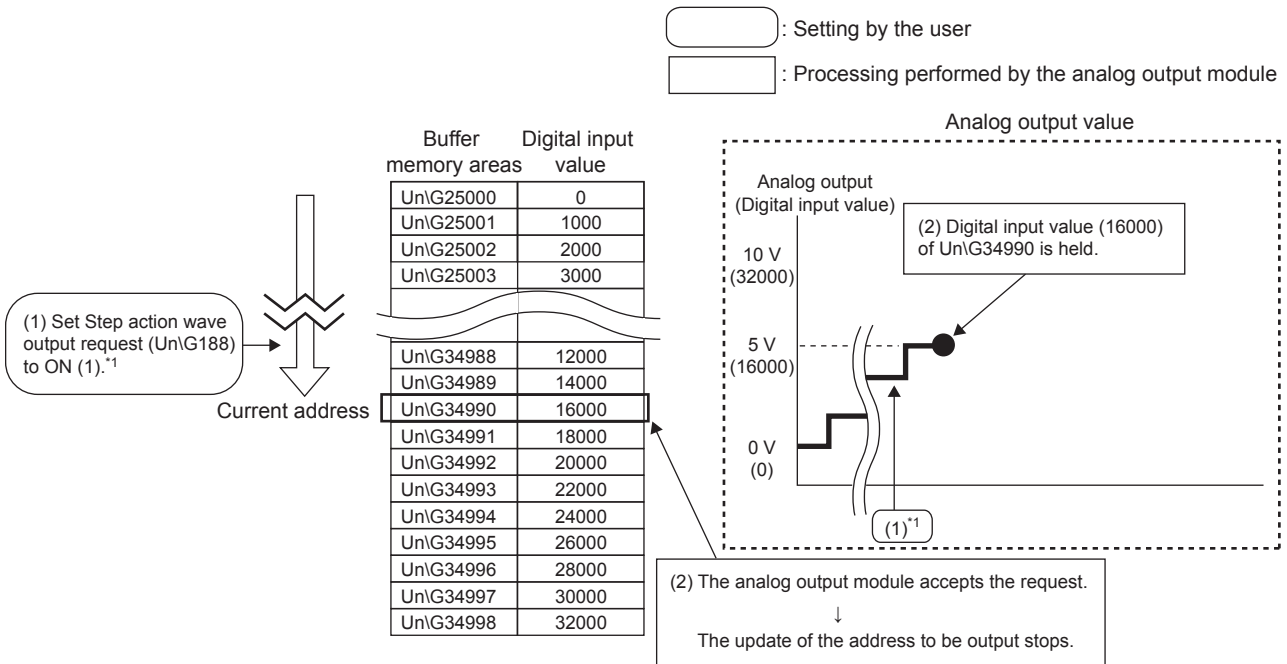 : Setting by the user
: Processing performed by the analog output module
Buffer memory areas
Digital input value
Un\G25000 0
Un\G25001 1000
Un\G25002 2000
Un\G25003 3000
Un\G34988 12000
Un\G34989 14000
Un\G34990 16000
Un\G34991 18000
Un\G34992 20000
Un\G34993 22000
Un\G34994 24000
Un\G34995 26000
Un\G34996 28000
Un\G34997 30000
Un\G34998 32000
(1) Set Step action wave
output request (Un\G188)
to ON (1).*1
Current address
Analog output value
Analog output
(Digital input value)
10 V
(32000)
5 V
(16000)
0 V
(0)
(2) Digital input value (16000)
of Un\G34990 is held.
(1)*1
(2) The analog output module accepts the request.
↓
The update of the address to be output stops.